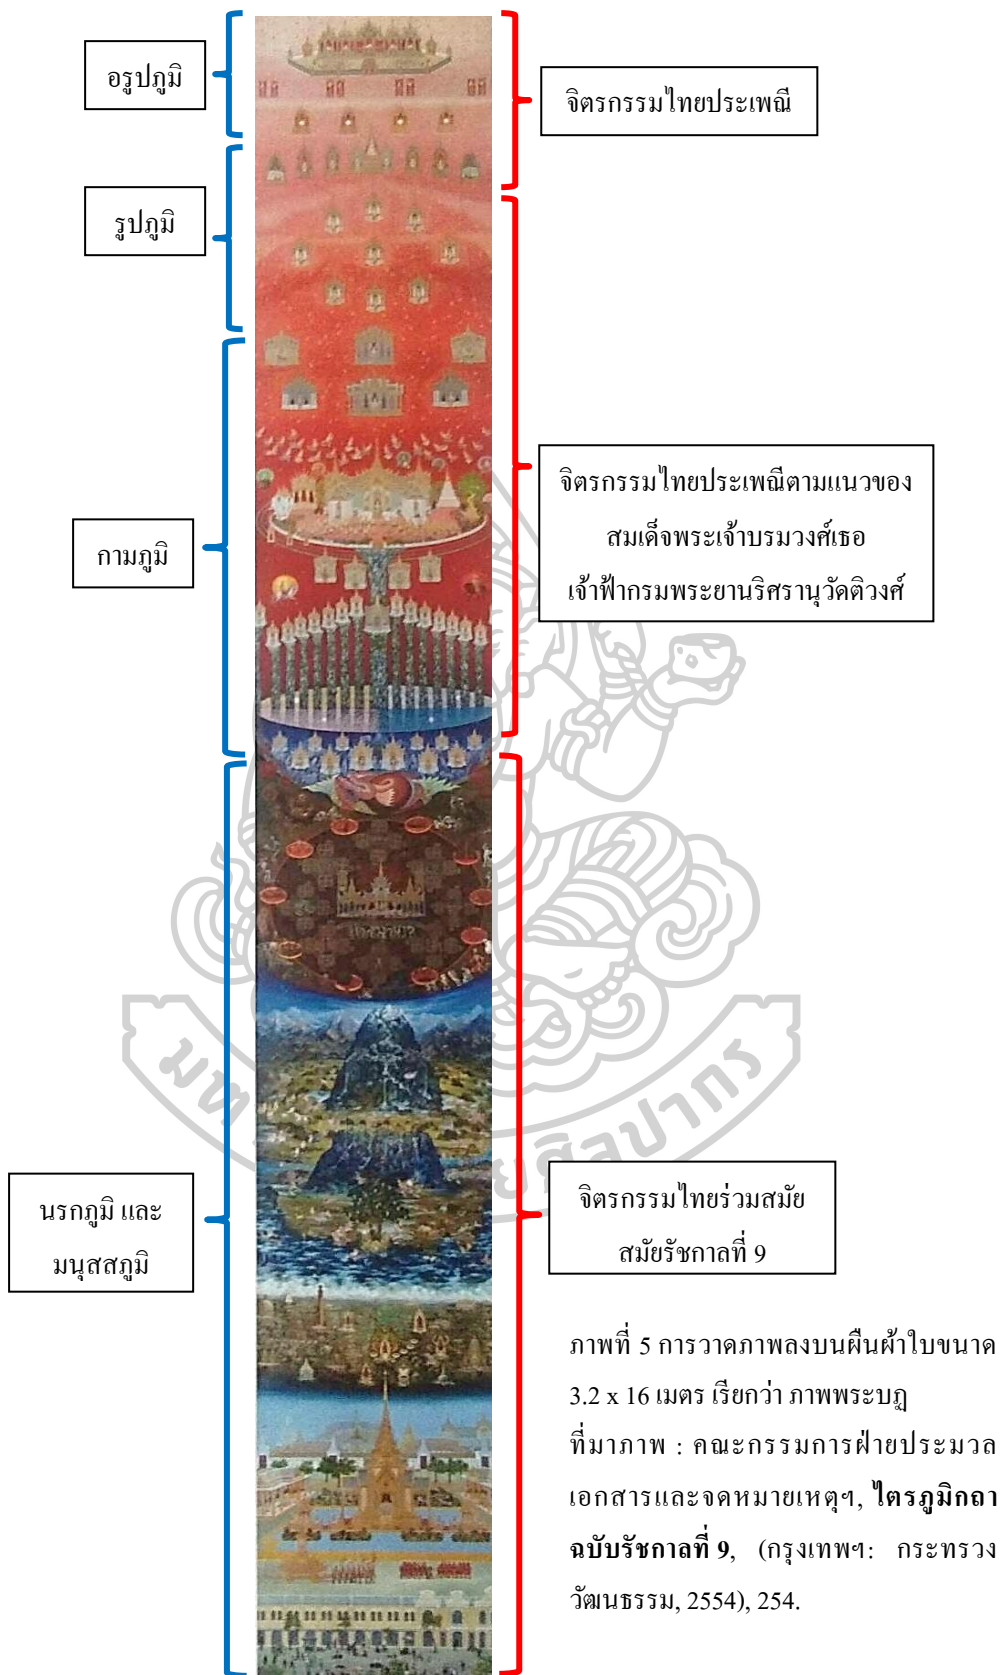 อรูปภูมิ
จิตรกรรมไทยประเพณี
รูปภูมิ
จิตรกรรมไทยประเพณีตามแนวของ
สมเด็จพระเจ้าบรมวงศ์เธอ
เจ้าฟ้ากรมพระยานริศรานุวัดติวงศ์
กามภูมิ
นรกภูมิ และ
มนุสสภูมิ
จิตรกรรมไทยร่วมสมัย
สมัยรัชกาลที่ 9
ภาพที่ 5 การวาดภาพลงบนผืนผ้าใบขนาด
3.2 x 16 เมตร เรียกว่า ภาพพระบฏ
ที่มาภาพ : คณะกรรมการฝ่ายประมวล
เอกสารและจดหมายเหตุฯ, ไตรภูมิกถา
ฉบับรัชกาลที่ 9, (กรุงเทพฯ: กระทรวง
วัฒนธรรม, 2554), 254.